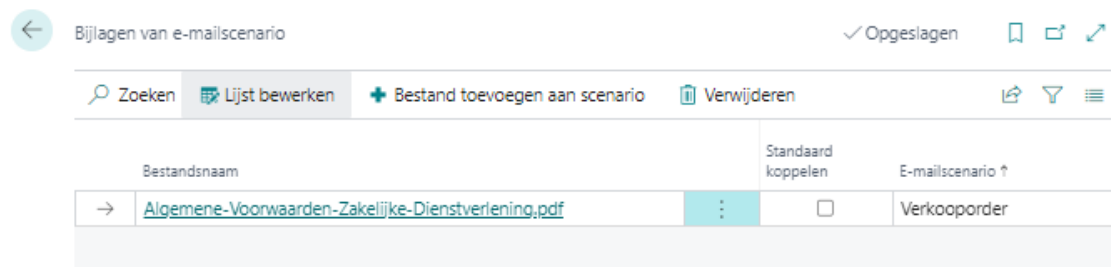 Bijlagen van e-mailscenario
Opgeslagen
Zoeken Lijst bewerken Bestand toevoegen aan scenario Verwijderen
Bestandsnaam Standaard koppelen E-mailscenario ↑
Algemene-Voorwaarden-Zakelijke-Dienstverlening.pdf Verkooporder